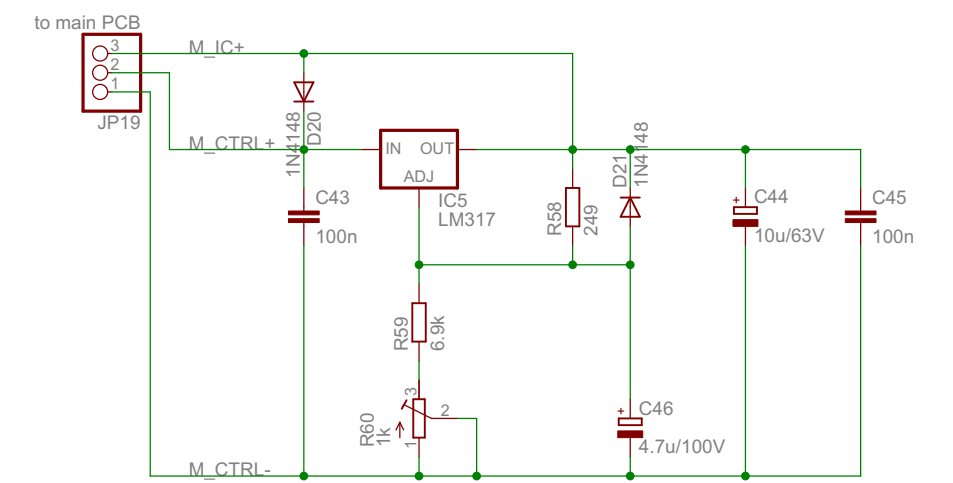 to main PCB
3
2
1
JP19
M_IC+
M_CTRL+
1N4148
D20
IN
OUT
ADJ
IC5
LM317
C43
100n
R58
249
D21
1N4148
C44
+
10u/63V
C45
100n
R59
6.9k
R60
1k
3
2
1
C46
+
4.7u/100V
M_CTRL-